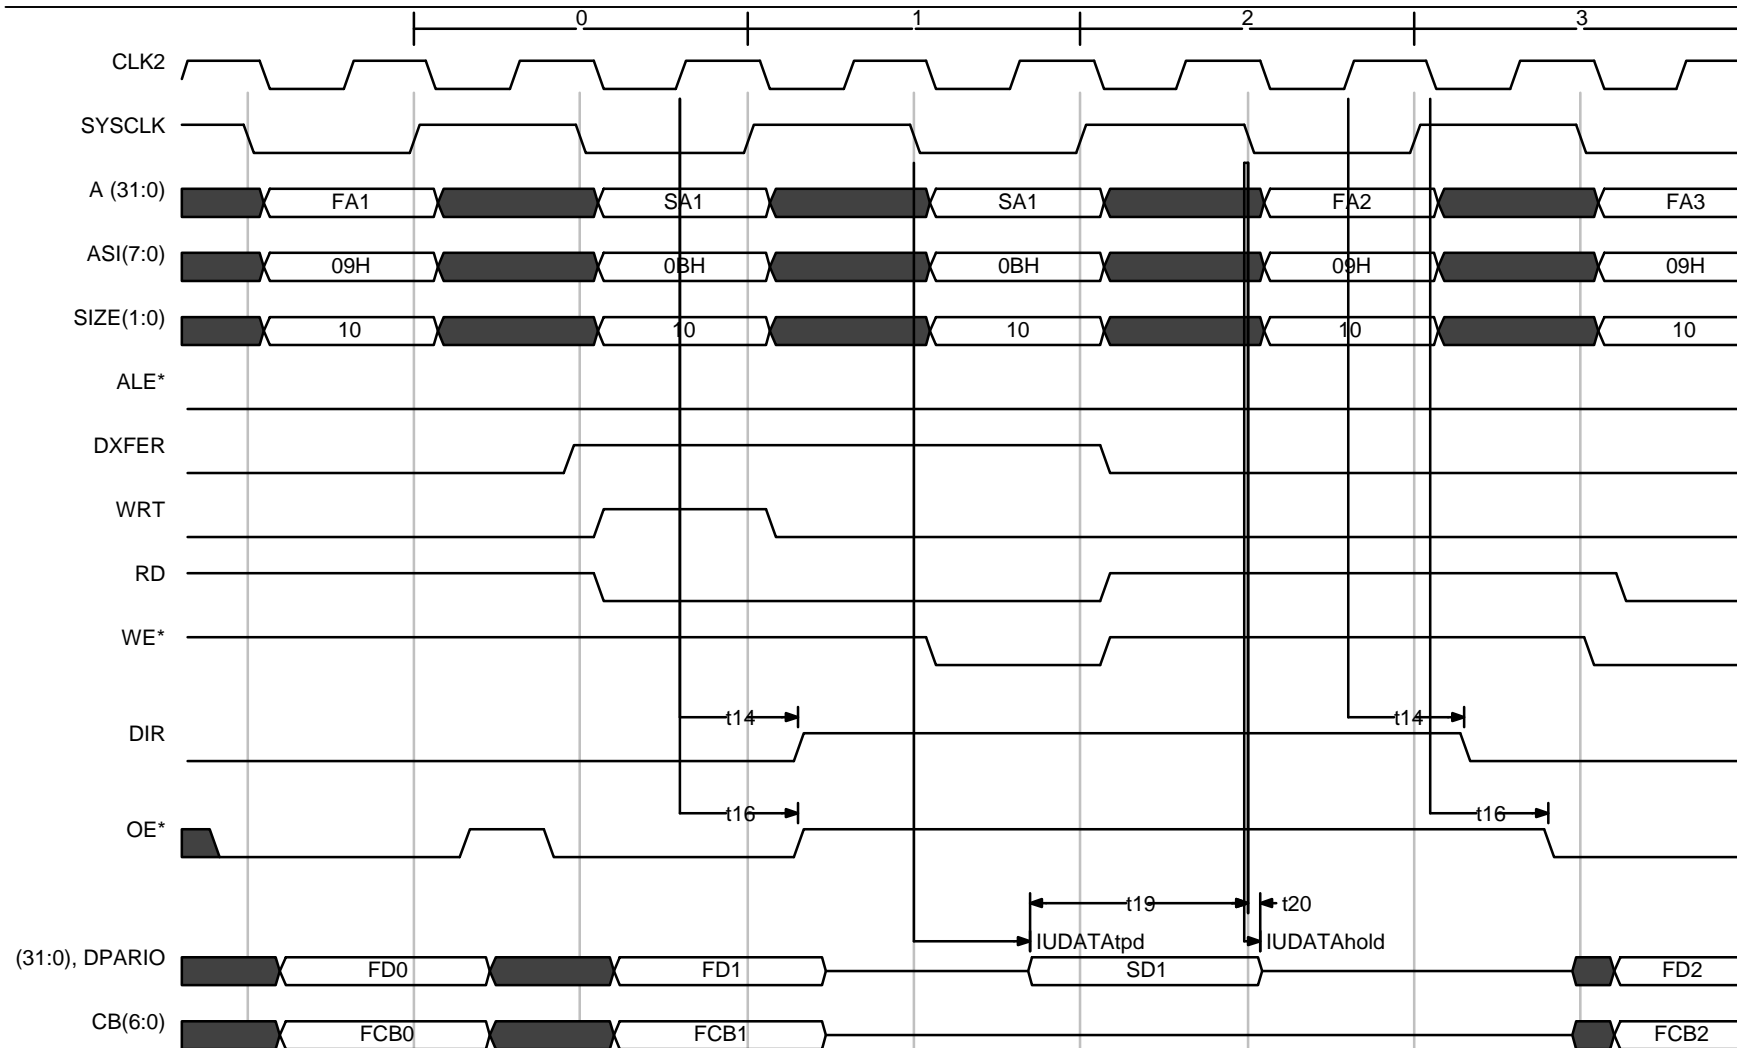 0 1 2 3
CLK2
SYSCLK
A (31:0) FA1 SA1 SA1 FA2 FA3
ASI(7:0) 09H 0BH 0BH 09H 09H
SIZE(1:0) 10 10 10 10 10
ALE*
DXFER
WRT
RD
WE*
t14 t14
DIR
t16 t16
OE*
t19 t20
IUDATAtpd IUDATAhold
(31:0), DPARIO FD0 FD1 SD1 FD2
CB(6:0) FCB0 FCB1 FCB2